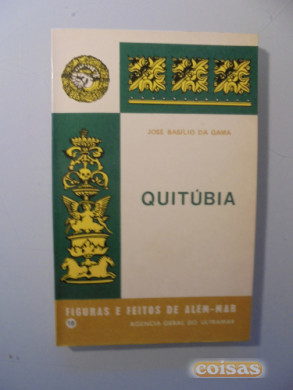 JOSÉ BASÍLIO DA GAMA
QUITÚBIA
FIGURAS E FEITOS DE ALÉM-MAR
AGÊNCIA-GERAL DO ULTRAMAR
coisas